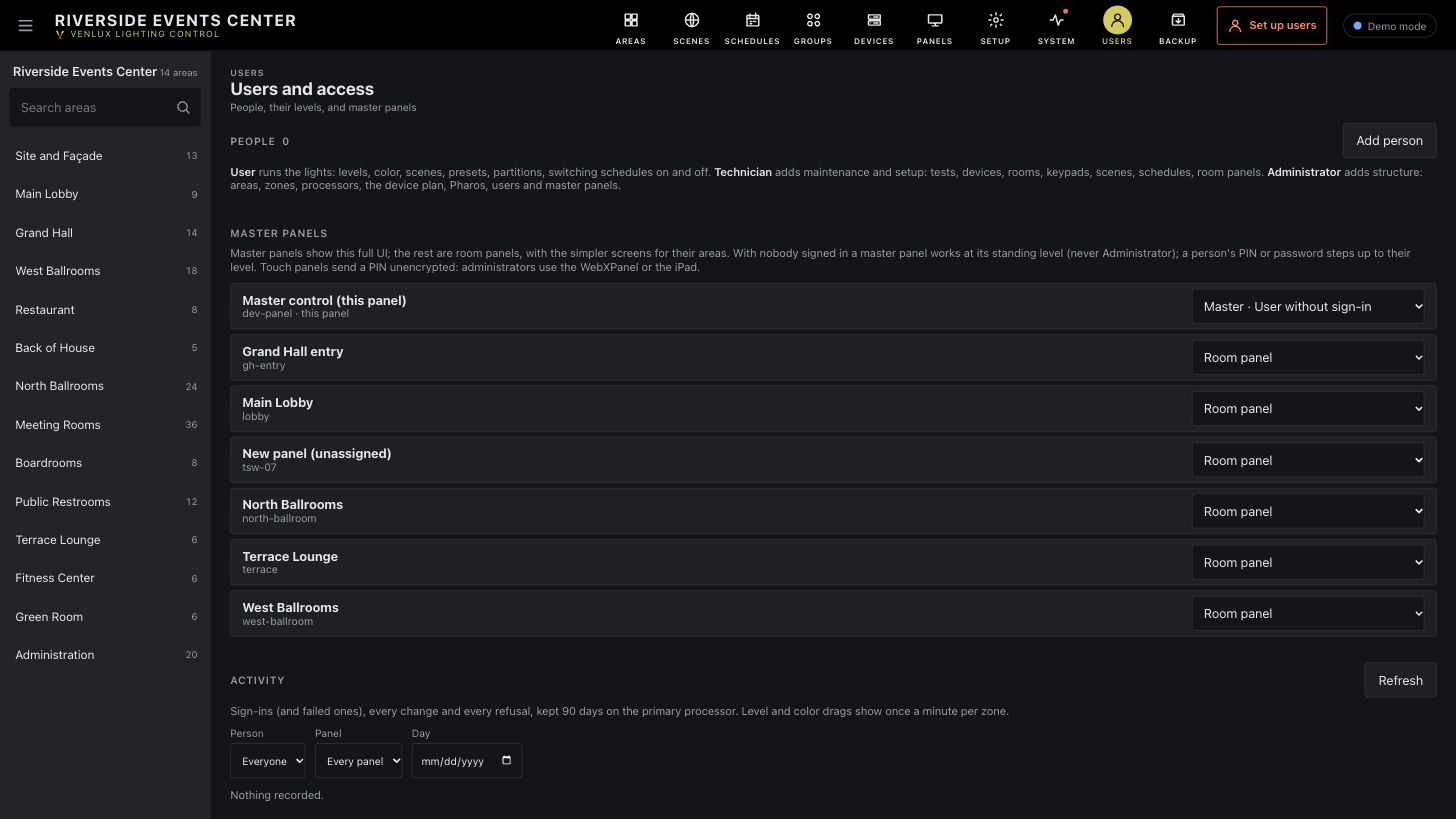 RIVERSIDE EVENTS CENTER
VENLUX LIGHTING CONTROL
AREAS
SCENES
SCHEDULES
GROUPS
DEVICES
PANELS
SETUP
SYSTEM
USERS
BACKUP
Set up users
Demo mode
Riverside Events Center 14 areas
Search areas
Site and Façade 13
Main Lobby 9
Grand Hall 14
West Ballrooms 18
Restaurant 8
Back of House 5
North Ballrooms 24
Meeting Rooms 36
Boardrooms 8
Public Restrooms 12
Terrace Lounge 6
Fitness Center 6
Green Room 6
Administration 20
USERS
Users and access
People, their levels, and master panels
PEOPLE 0
Add person
User runs the lights: levels, color, scenes, presets, partitions, switching schedules on and off. Technician adds maintenance and setup: tests, devices, rooms, keypads, scenes, schedules, room panels. Administrator adds structure:
areas, zones, processors, the device plan, Pharos, users and master panels.
MASTER PANELS
Master panels show this full UI; the rest are room panels, with the simpler screens for their areas. With nobody signed in a master panel works at its standing level (never Administrator); a person's PIN or password steps up to their
level. Touch panels send a PIN unencrypted: administrators use the WebXPanel or the iPad.
Master control (this panel)
dev-panel · this panel
Master · User without sign-in
Grand Hall entry
gh-entry
Room panel
Main Lobby
lobby
Room panel
New panel (unassigned)
tsw-07
Room panel
North Ballrooms
north-ballroom
Room panel
Terrace Lounge
terrace
Room panel
West Ballrooms
west-ballroom
Room panel
ACTIVITY
Refresh
Sign-ins (and failed ones), every change and every refusal, kept 90 days on the primary processor. Level and color drags show once a minute per zone.
Person
Panel
Day
Everyone
Every panel
mm/dd/yyyy
Nothing recorded.